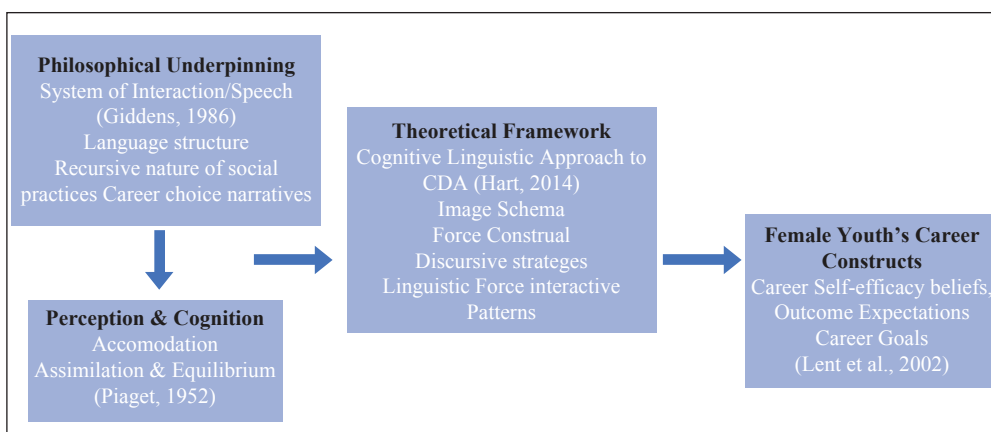 Philosophical Underpinning
System of Interaction/Speech
(Giddens, 1986)
Language structure
Recursive nature of social
practices Career choice narratives
Perception & Cognition
Accomodation
Assimilation & Equilibrium
(Piaget, 1952)
Theoretical Framework
Cognitive Linguistic Approach to
CDA (Hart, 2014)
Image Schema
Force Construal
Discursive strateges
Linguistic Force interactive
Patterns
Female Youth’s Career
Constructs
Career Self-efficacy beliefs,
Outcome Expectations
Career Goals
(Lent et al., 2002)